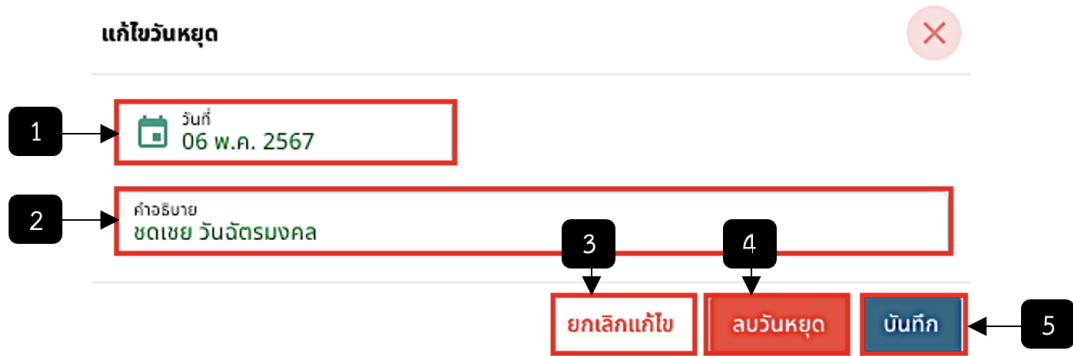 แก้ไขวันหยุด
1
วันที่
06 พ.ค. 2567
2
คำอธิบาย
ชดเชย วันฉัตรมงคล
3
4
ยกเลิกแก้ไข
ลบวันหยุด
บันทึก
5